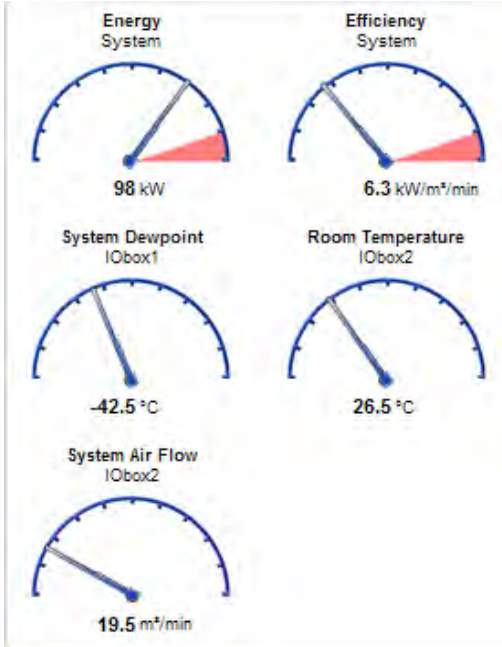 Energy
System
98 kW
Efficiency
System
6.3 kW/m³/min
System Dewpoint
IObox1
-42.5 °C
Room Temperature
IObox2
26.5 °C
System Air Flow
IObox2
19.5 m³/min